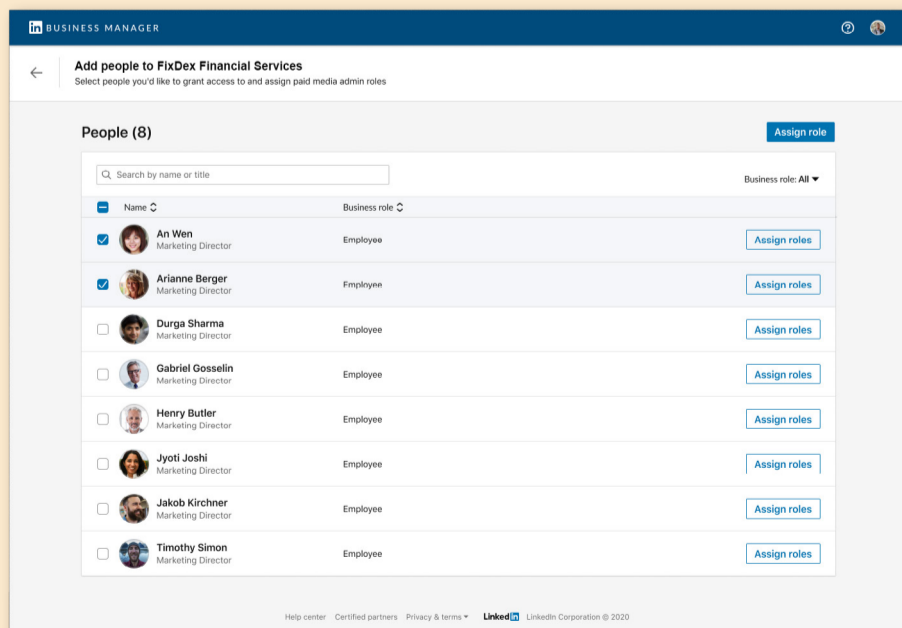 in BUSINESS MANAGER
Add people to FixDex Financial Services
Select people you'd like to grant access to and assign paid media admin roles
People (8)
Assign role
Search by name or title
Business role: All
Name
Business role
An Wen
Marketing Director
Employee
Assign roles
Arianne Berger
Marketing Director
Employee
Assign roles
Durga Sharma
Marketing Director
Employee
Assign roles
Gabriel Gosselin
Marketing Director
Employee
Assign roles
Henry Butler
Marketing Director
Employee
Assign roles
Jyoti Joshi
Marketing Director
Employee
Assign roles
Jakob Kirchner
Marketing Director
Employee
Assign roles
Timothy Simon
Marketing Director
Employee
Assign roles
Help center Certified partners Privacy & terms LinkedIn LinkedIn Corporation © 2020